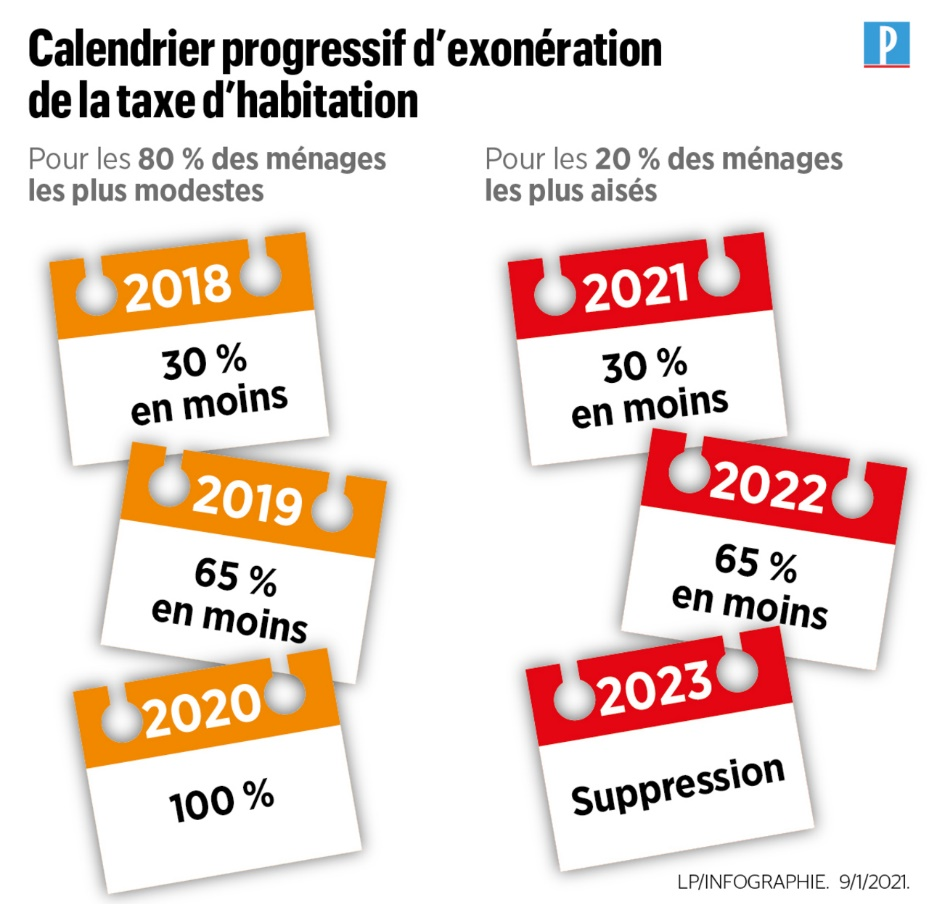 Calendrier progressif d’exonération
de la taxe d’habitation
P
Pour les 80 % des ménages
les plus modestes
2018
30 %
en moins
2019
65 %
en moins
2020
100 %
Pour les 20 % des ménages
les plus aisés
2021
30 %
en moins
2022
65 %
en moins
2023
Suppression
LP/INFOGRAPHIE. 9/1/2021.